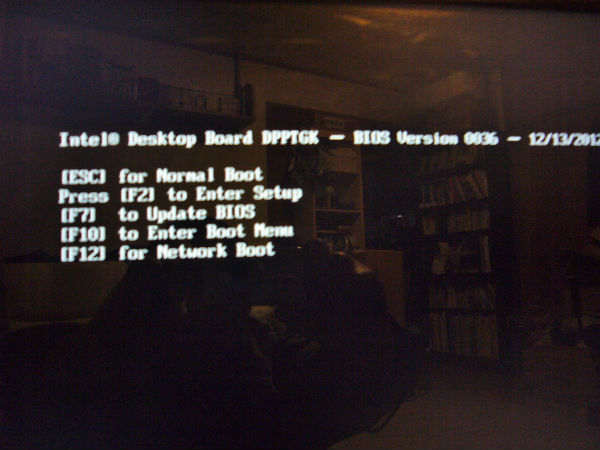 Intel® Desktop Board DPPTGK - BIOS Version 0036 - 12/13/2012
[ESC] for Normal Boot
Press [F2] to Enter Setup
[F7] to Update BIOS
[F10] to Enter Boot Menu
[F12] for Network Boot